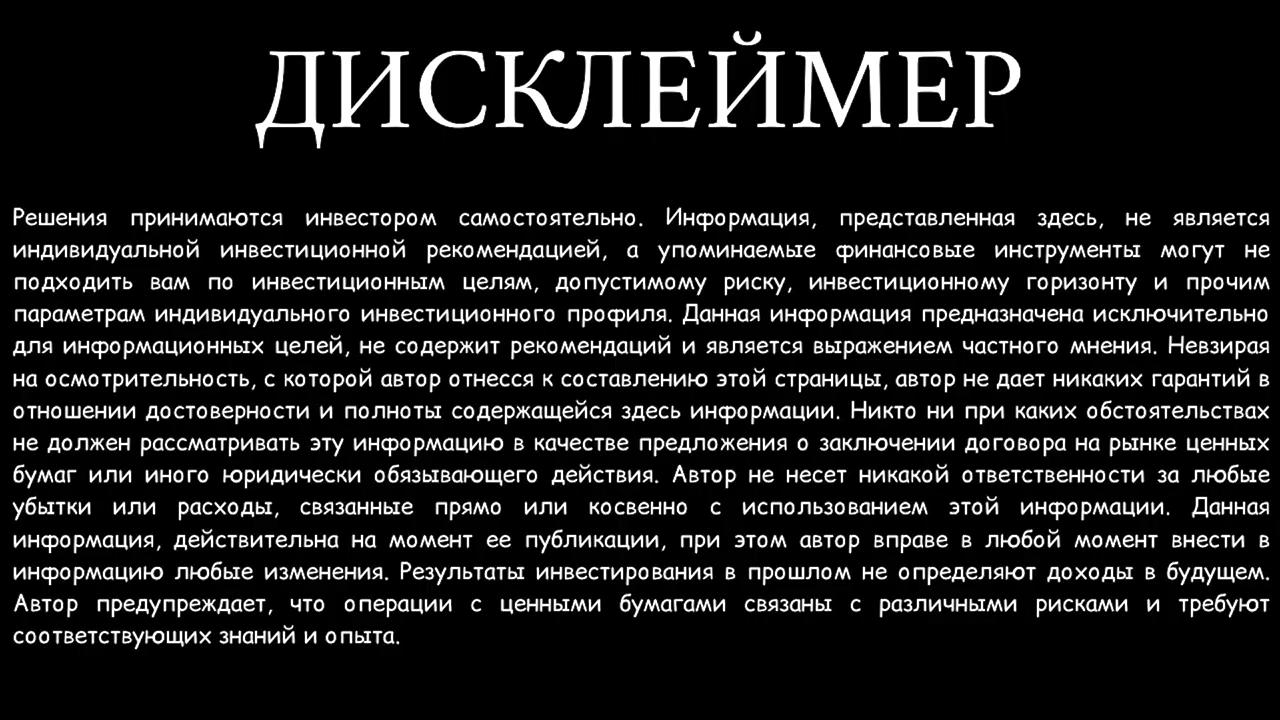 ДИСКЛЕЙМЕР
Решения принимаются инвестором самостоятельно. Информация, представленная здесь, не является
индивидуальной инвестиционной рекомендацией, а упоминаемые финансовые инструменты могут не
подходить вам по инвестиционным целям, допустимому риску, инвестиционному горизонту и прочим
параметрам индивидуального инвестиционного профиля. Данная информация предназначена исключительно
для информационных целей, не содержит рекомендаций и является выражением частного мнения. Невзирая
на осмотрительность, с которой автор отнесся к составлению этой страницы, автор не дает никаких гарантий в
отношении достоверности и полноты содержащейся здесь информации. Никто ни при каких обстоятельствах
не должен рассматривать эту информацию в качестве предложения о заключении договора на рынке ценных
бумаг или иного юридически обязывающего действия. Автор не несет никакой ответственности за любые
убытки или расходы, связанные прямо или косвенно с использованием этой информации. Данная
информация, действительна на момент ее публикации, при этом автор вправе в любой момент внести в
информацию любые изменения. Результаты инвестирования в прошлом не определяют доходы в будущем.
Автор предупреждает, что операции с ценными бумагами связаны с различными рисками и требуют
соответствующих знаний и опыта.